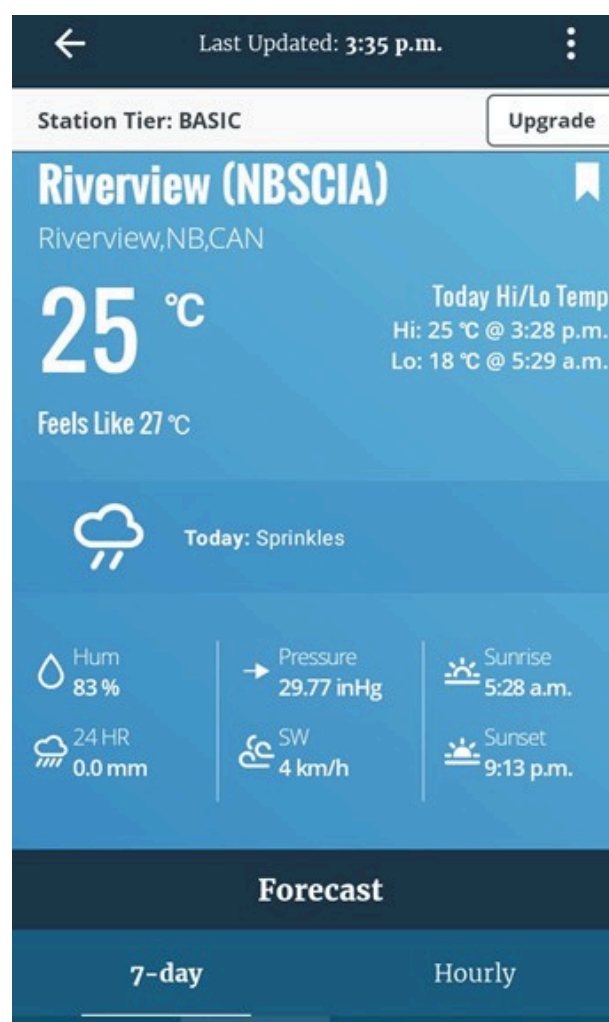 Last Updated: 3:35 p.m.
Station Tier: BASIC
Upgrade
Riverview (NBSCIA)
Riverview,NB,CAN
25 °C
Today Hi/Lo Temp
Hi: 25 °C @ 3:28 p.m.
Lo: 18 °C @ 5:29 a.m.
Feels Like 27 °C
Today: Sprinkles
Hum
83 %
Pressure
29.77 inHg
Sunrise
5:28 a.m.
24 HR
0.0 mm
SW
4 km/h
Sunset
9:13 p.m.
Forecast
7-day
Hourly